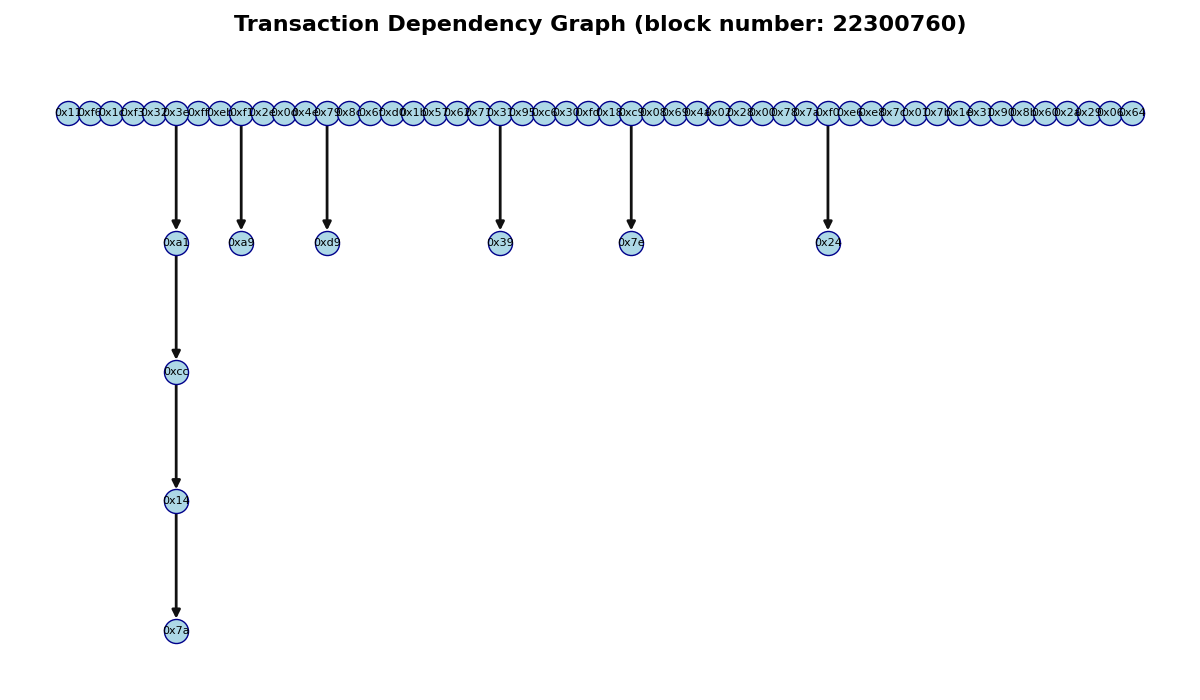 Transaction Dependency Graph (block number: 22300760)
0x11 0xf6 0x1c 0xf3 0x32 0x3e 0xff 0xeb 0xf1 0x2e 0x0d 0x4e 0x79 0x8c 0x6f 0xd0 0x1b 0x57 0x62 0x71 0x31 0x95 0xc6 0x30 0xfd 0x18 0xc9 0x08 0x69 0x4a 0x02 0x28 0x00 0x78 0x7a 0xf0 0xe6 0xe8 0x7c 0x01 0x7b 0x1e 0x37 0x90 0x8b 0x60 0x2a 0x29 0x06 0x64
0xa1 0xa9 0xd9 0x39 0x7e 0x24
0xcc
0x14
0x7a